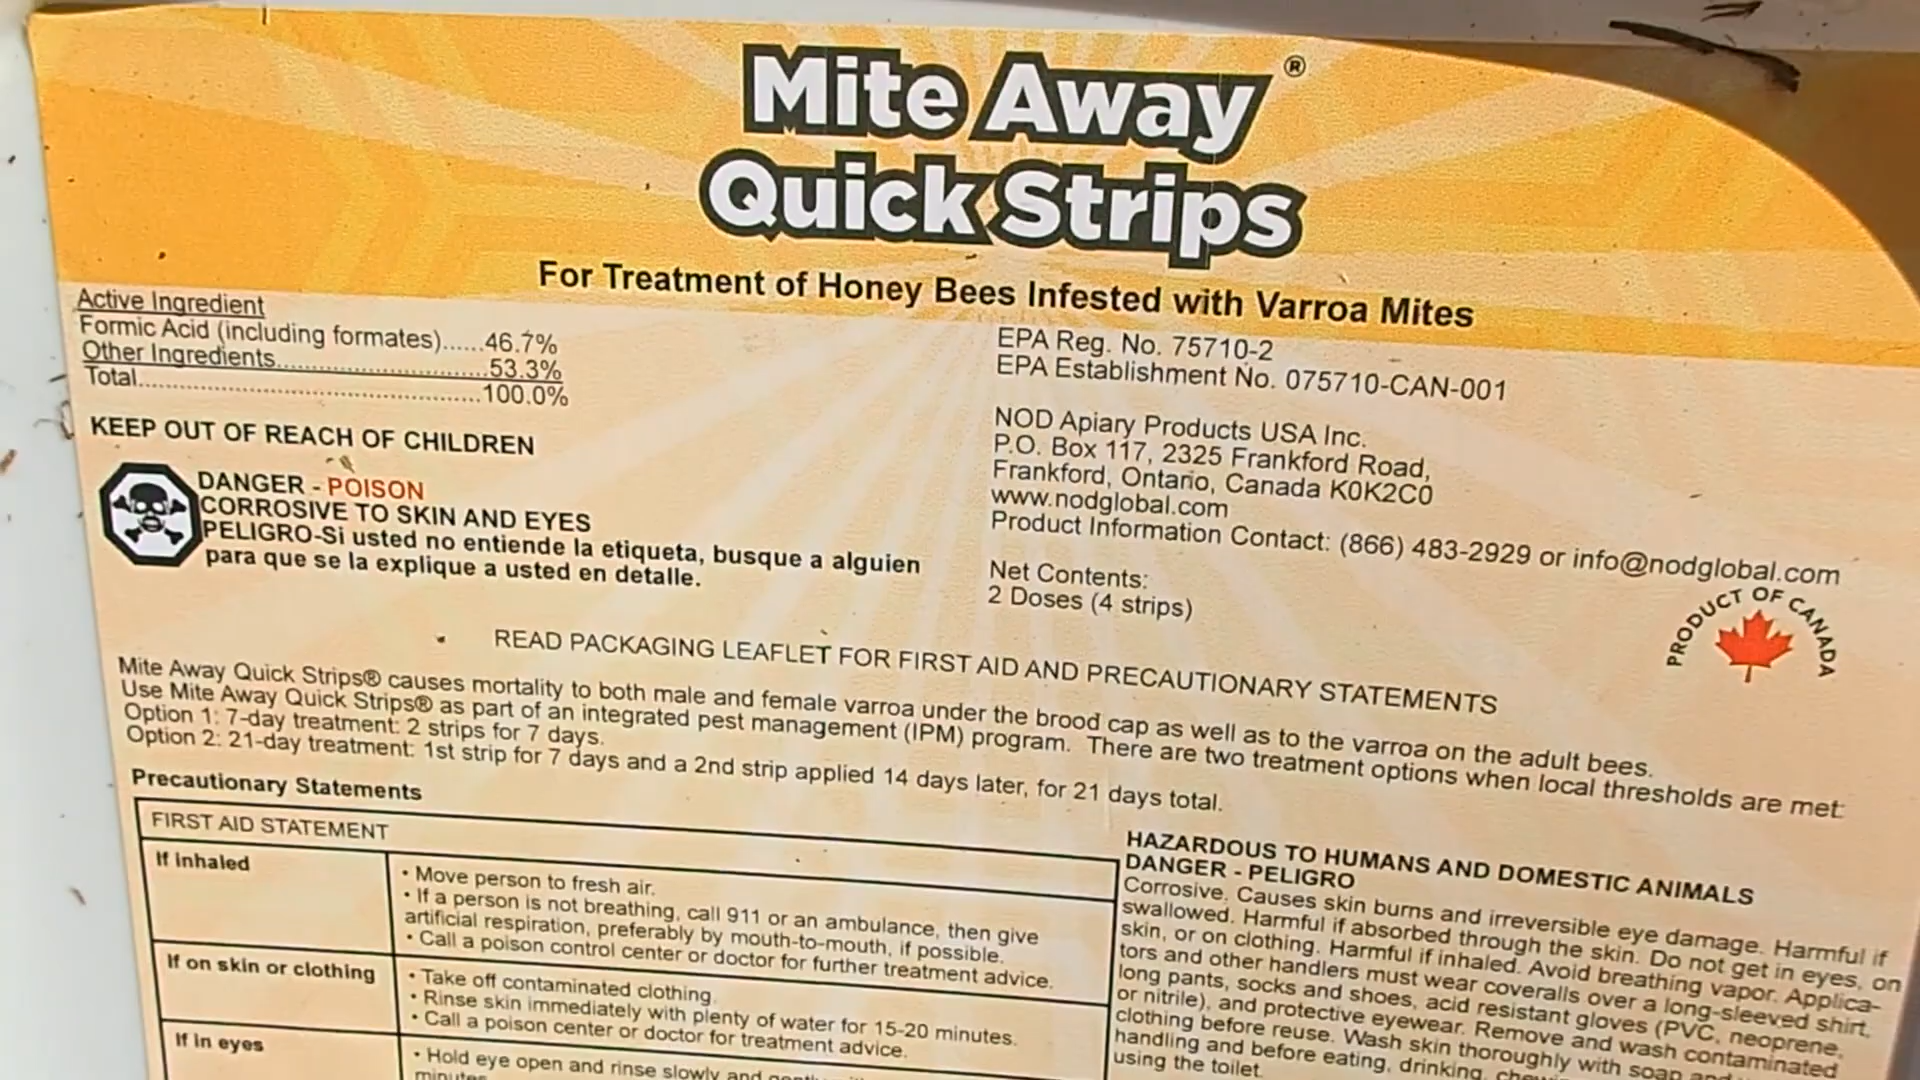 Mite Away®
Quick Strips
For Treatment of Honey Bees Infested with Varroa Mites
Active Ingredient
Formic Acid (including formates)......46.7%
Other Ingredients..............................53.3%
Total.................................................100.0%
KEEP OUT OF REACH OF CHILDREN
DANGER - POISON
CORROSIVE TO SKIN AND EYES
PELIGRO-Si usted no entiende la etiqueta, busque a alguien
para que se la explique a usted en detalle.
EPA Reg. No. 75710-2
EPA Establishment No. 075710-CAN-001
NOD Apiary Products USA Inc.
P.O. Box 117, 2325 Frankford Road,
Frankford, Ontario, Canada K0K2C0
www.nodglobal.com
Product Information Contact: (866) 483-2929 or info@nodglobal.com
Net Contents:
2 Doses (4 strips)
PRODUCT OF CANADA
READ PACKAGING LEAFLET FOR FIRST AID AND PRECAUTIONARY STATEMENTS
Mite Away Quick Strips® causes mortality to both male and female varroa under the brood cap as well as to the varroa on the adult bees.
Use Mite Away Quick Strips® as part of an integrated pest management (IPM) program. There are two treatment options when local thresholds are met:
Option 1: 7-day treatment: 2 strips for 7 days.
Option 2: 21-day treatment: 1st strip for 7 days and a 2nd strip applied 14 days later, for 21 days total.
Precautionary Statements
FIRST AID STATEMENT
If inhaled
• Move person to fresh air.
• If a person is not breathing, call 911 or an ambulance, then give
artificial respiration, preferably by mouth-to-mouth, if possible.
• Call a poison control center or doctor for further treatment advice.
If on skin or clothing
• Take off contaminated clothing.
• Rinse skin immediately with plenty of water for 15-20 minutes.
• Call a poison center or doctor for treatment advice.
If in eyes
• Hold eye open and rinse slowly and
minutes
HAZARDOUS TO HUMANS AND DOMESTIC ANIMALS
DANGER - PELIGRO
Corrosive. Causes skin burns and irreversible eye damage. Harmful if
swallowed. Harmful if absorbed through the skin. Do not get in eyes, on
skin, or on clothing. Harmful if inhaled. Avoid breathing vapor. Applica-
tors and other handlers must wear coveralls over a long-sleeved shirt,
long pants, socks and shoes, acid resistant gloves (PVC, neoprene,
or nitrile), and protective eyewear. Remove and wash contaminated
clothing before reuse. Wash skin thoroughly with soap and
handling and before eating, drinking,
using the toilet.